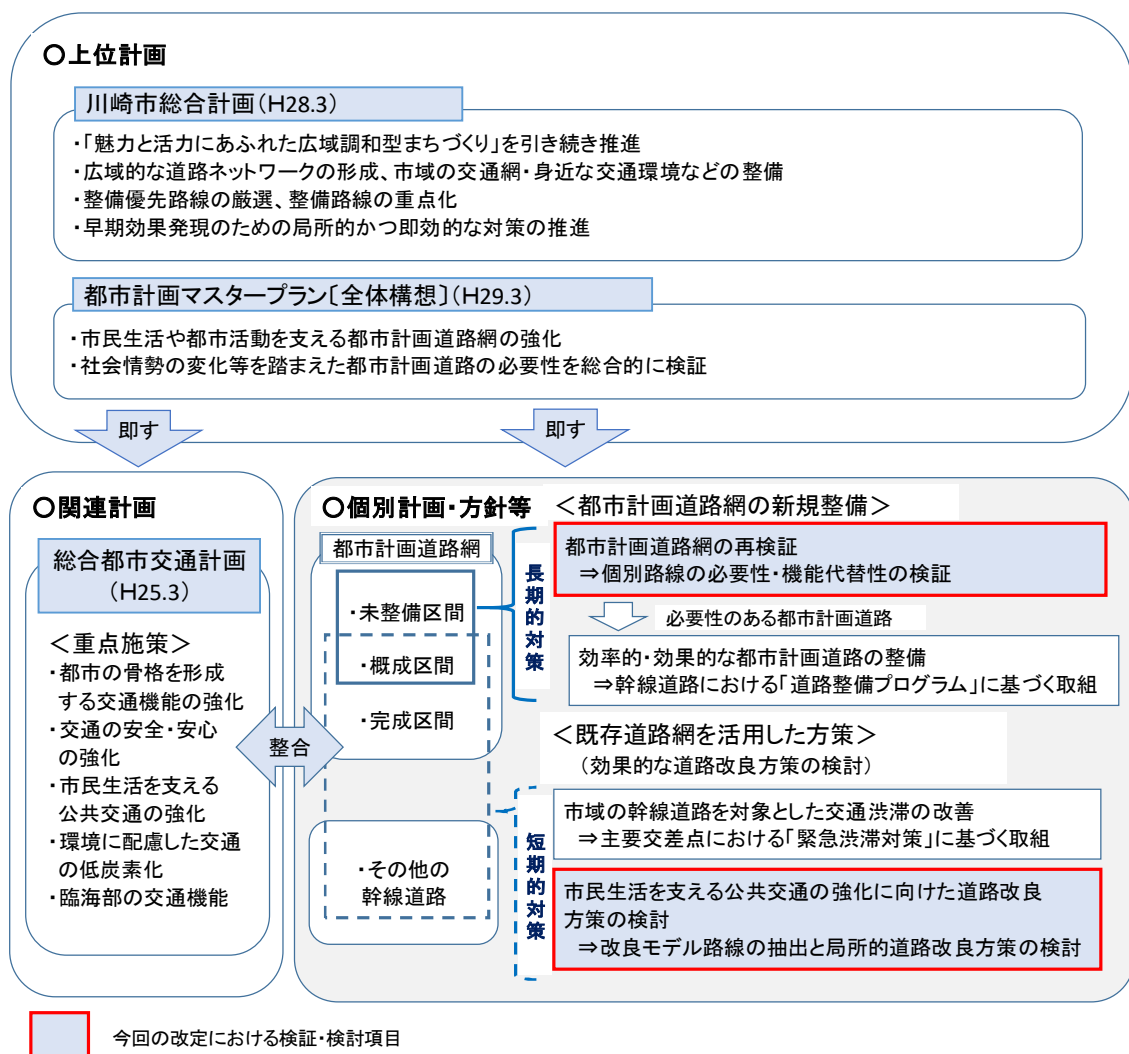 ○上位計画
川崎市総合計画(H28.3)
・「魅力と活力にあふれた広域調和型まちづくり」を引き続き推進
・広域的な道路ネットワークの形成、市域の交通網・身近な交通環境などの整備
・整備優先路線の厳選、整備路線の重点化
・早期効果発現のための局所的かつ即効的な対策の推進
都市計画マスタープラン〔全体構想〕(H29.3)
・市民生活や都市活動を支える都市計画道路網の強化
・社会情勢の変化等を踏まえた都市計画道路の必要性を総合的に検証
即す
即す
○関連計画
総合都市交通計画
(H25.3)
＜重点施策＞
・都市の骨格を形成
する交通機能の強化
・交通の安全・安心
の強化
・市民生活を支える
公共交通の強化
・環境に配慮した交通
の低炭素化
・臨海部の交通機能
整合
○個別計画・方針等
都市計画道路網
・未整備区間
・概成区間
・完成区間
・その他の
幹線道路
長期的対策
＜都市計画道路網の新規整備＞
都市計画道路網の再検証
⇒個別路線の必要性・機能代替性の検証
必要性のある都市計画道路
効率的・効果的な都市計画道路の整備
⇒幹線道路における「道路整備プログラム」に基づく取組
短期的対策
＜既存道路網を活用した方策＞
（効果的な道路改良方策の検討）
市域の幹線道路を対象とした交通渋滞の改善
⇒主要交差点における「緊急渋滞対策」に基づく取組
市民生活を支える公共交通の強化に向けた道路改良
方策の検討
⇒改良モデル路線の抽出と局所的道路改良方策の検討
今回の改定における検証・検討項目